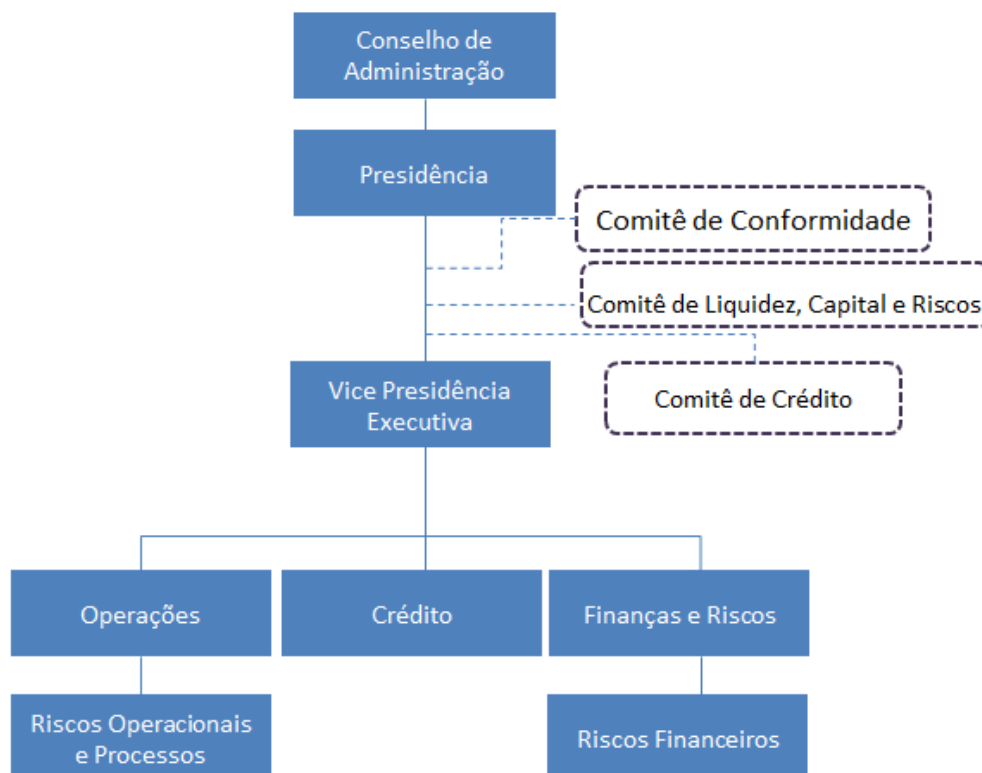 Conselho de
Administração
Presidência
Comitê de Conformidade
Comitê de Liquidez, Capital e Riscos
Vice Presidência
Executiva
Comitê de Crédito
Operações
Crédito
Finanças e Riscos
Riscos Operacionais
e Processos
Riscos Financeiros